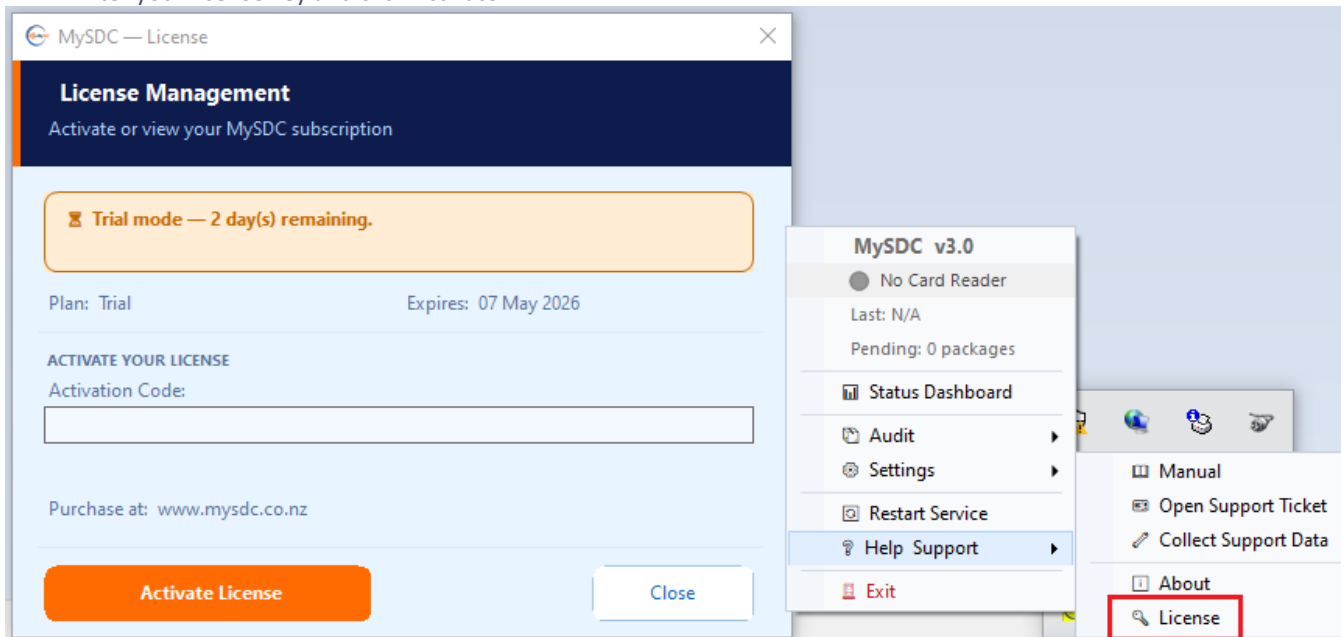 MySDC — License
License Management
Activate or view your MySDC subscription
Trial mode — 2 day(s) remaining.
Plan: Trial
Expires: 07 May 2026
ACTIVATE YOUR LICENSE
Activation Code:
Purchase at: www.mysdc.co.nz
Activate License
Close
MySDC v3.0
No Card Reader
Last: N/A
Pending: 0 packages
Status Dashboard
Audit
Settings
Restart Service
Help Support
Exit
Manual
Open Support Ticket
Collect Support Data
About
License